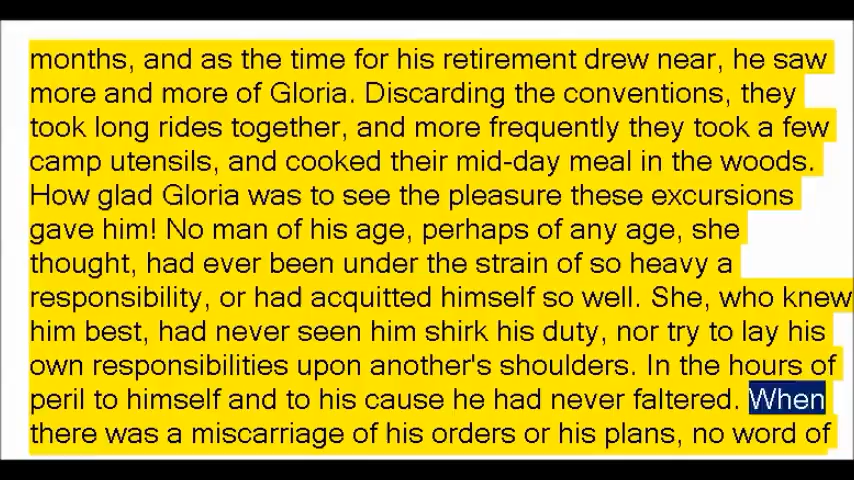 months, and as the time for his retirement drew near, he saw
more and more of Gloria. Discarding the conventions, they
took long rides together, and more frequently they took a few
camp utensils, and cooked their mid-day meal in the woods.
How glad Gloria was to see the pleasure these excursions
gave him! No man of his age, perhaps of any age, she
thought, had ever been under the strain of so heavy a
responsibility, or had acquitted himself so well. She, who knew
him best, had never seen him shirk his duty, nor try to lay his
own responsibilities upon another's shoulders. In the hours of
peril to himself and to his cause he had never faltered. When
there was a miscarriage of his orders or his plans, no word of